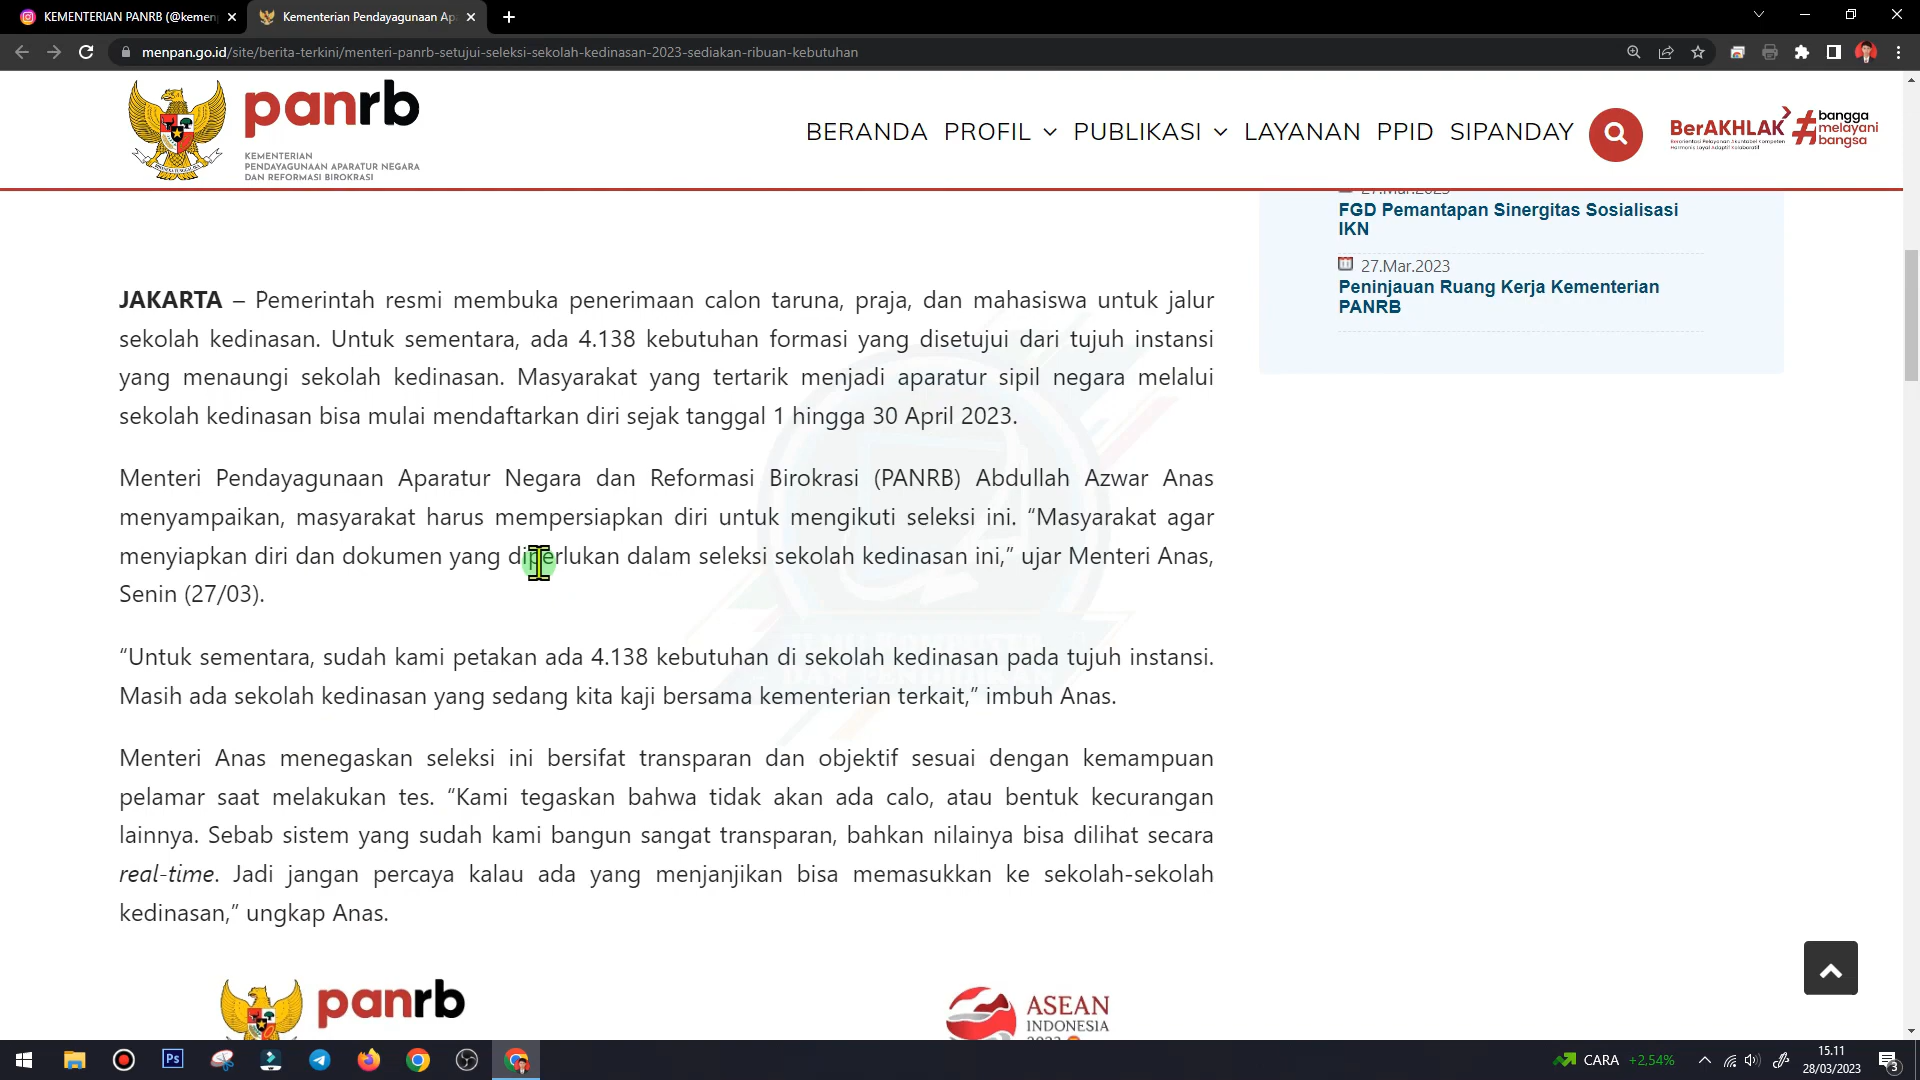 KEMENTERIAN PANRB (@kemen
Kementerian Pendayagunaan Ap
menpan.go.id/site/berita-terkini/menteri-panrb-setujui-seleksi-sekolah-kedinasan-2023-sediakan-ribuan-kebutuhan
panrb
KEMENTERIAN
PENDAYAGUNAAN APARATUR NEGARA
DAN REFORMASI BIROKRASI
BERANDA PROFIL PUBLIKASI LAYANAN PPID SIPANDAY
BerAKHLAK
#bangga
melayani
bangsa
27.Mar.2023
FGD Pemantapan Sinergitas Sosialisasi
IKN
27.Mar.2023
Peninjauan Ruang Kerja Kementerian
PANRB
JAKARTA – Pemerintah resmi membuka penerimaan calon taruna, praja, dan mahasiswa untuk jalur
sekolah kedinasan. Untuk sementara, ada 4.138 kebutuhan formasi yang disetujui dari tujuh instansi
yang menaungi sekolah kedinasan. Masyarakat yang tertarik menjadi aparatur sipil negara melalui
sekolah kedinasan bisa mulai mendaftarkan diri sejak tanggal 1 hingga 30 April 2023.
Menteri Pendayagunaan Aparatur Negara dan Reformasi Birokrasi (PANRB) Abdullah Azwar Anas
menyampaikan, masyarakat harus mempersiapkan diri untuk mengikuti seleksi ini. “Masyarakat agar
menyiapkan diri dan dokumen yang diperlukan dalam seleksi sekolah kedinasan ini,” ujar Menteri Anas,
Senin (27/03).
“Untuk sementara, sudah kami petakan ada 4.138 kebutuhan di sekolah kedinasan pada tujuh instansi.
Masih ada sekolah kedinasan yang sedang kita kaji bersama kementerian terkait,” imbuh Anas.
ILMU KOMPUTER
DAN TEKNOLOGI
Menteri Anas menegaskan seleksi ini bersifat transparan dan objektif sesuai dengan kemampuan
pelamar saat melakukan tes. “Kami tegaskan bahwa tidak akan ada calo, atau bentuk kecurangan
lainnya. Sebab sistem yang sudah kami bangun sangat transparan, bahkan nilainya bisa dilihat secara
real-time. Jadi jangan percaya kalau ada yang menjanjikan bisa memasukkan ke sekolah-sekolah
kedinasan,” ungkap Anas.
panrb
ASEAN
INDONESIA
2023
Ps
CARA +2,54%
15.11
28/03/2023
3